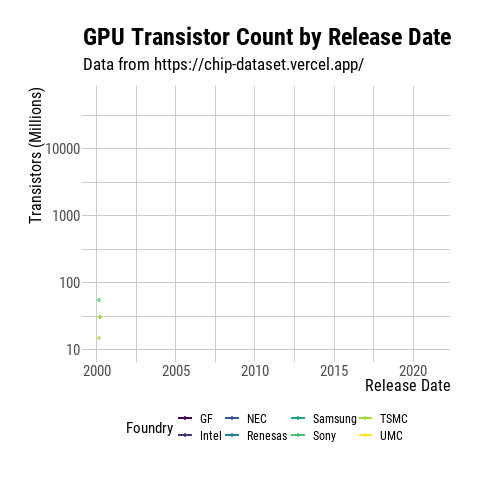 GPU Transistor Count by Release Date
Data from https://chip-dataset.vercel.app/
Transistors (Millions)
10000
1000
100
10
2000 2005 2010 2015 2020
Release Date
Foundry
GF NEC Samsung TSMC
Intel Renesas Sony UMC